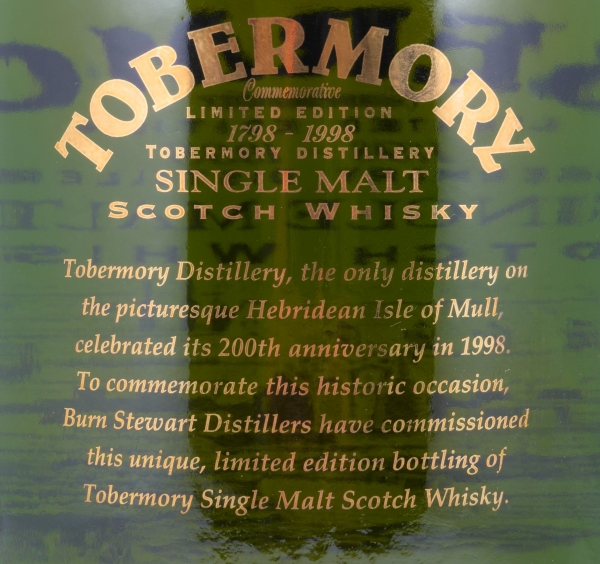 TOBERMORY
Commemorative
LIMITED EDITION
1798 - 1998
TOBERMORY DISTILLERY
SINGLE MALT
SCOTCH WHISKY
Tobermory Distillery, the only distillery on
the picturesque Hebridean Isle of Mull,
celebrated its 200th anniversary in 1998.
To commemorate this historic occasion,
Burn Stewart Distillers have commissioned
this unique, limited edition bottling of
Tobermory Single Malt Scotch Whisky.